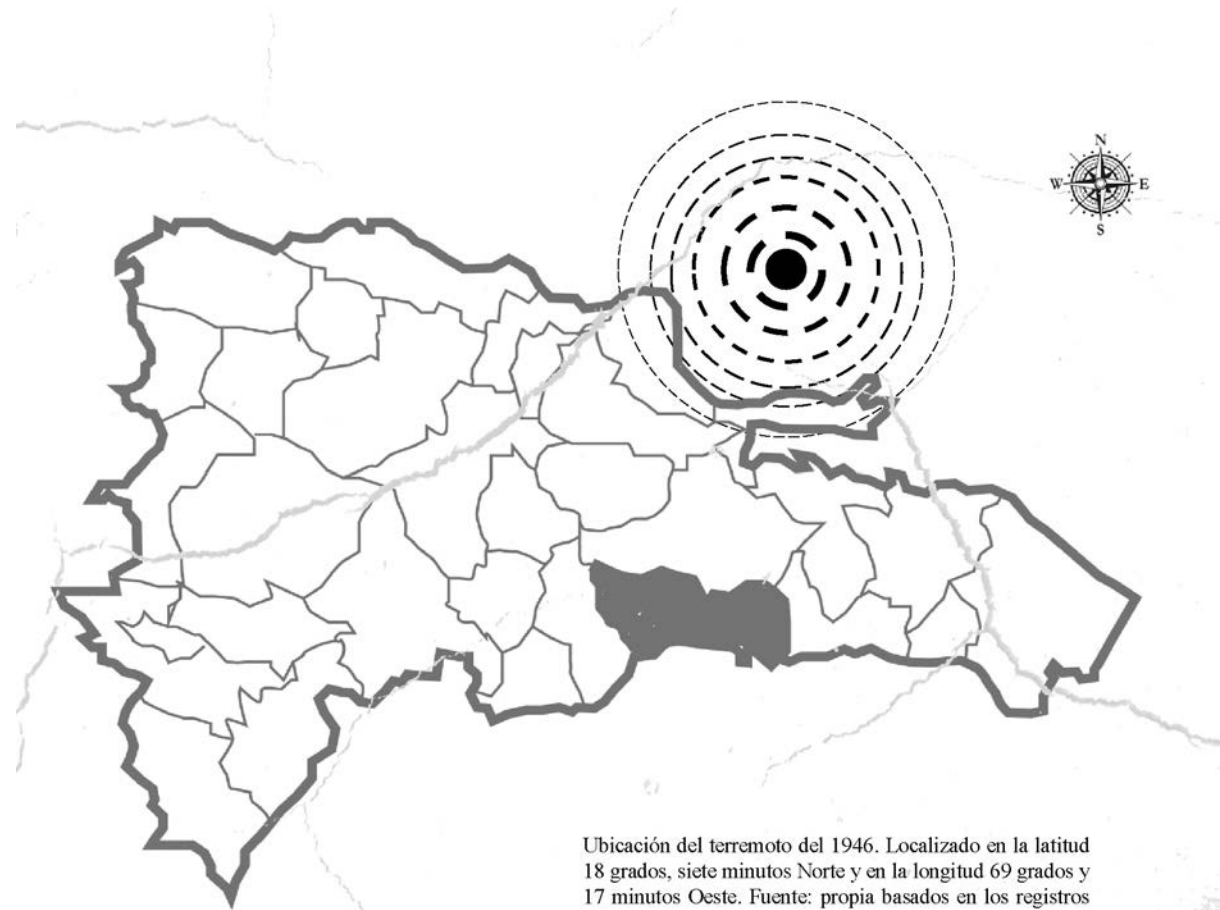 N
W E
S
Ubicación del terremoto del 1946. Localizado en la latitud
18 grados, siete minutos Norte y en la longitud 69 grados y
17 minutos Oeste. Fuente: propia basados en los registros